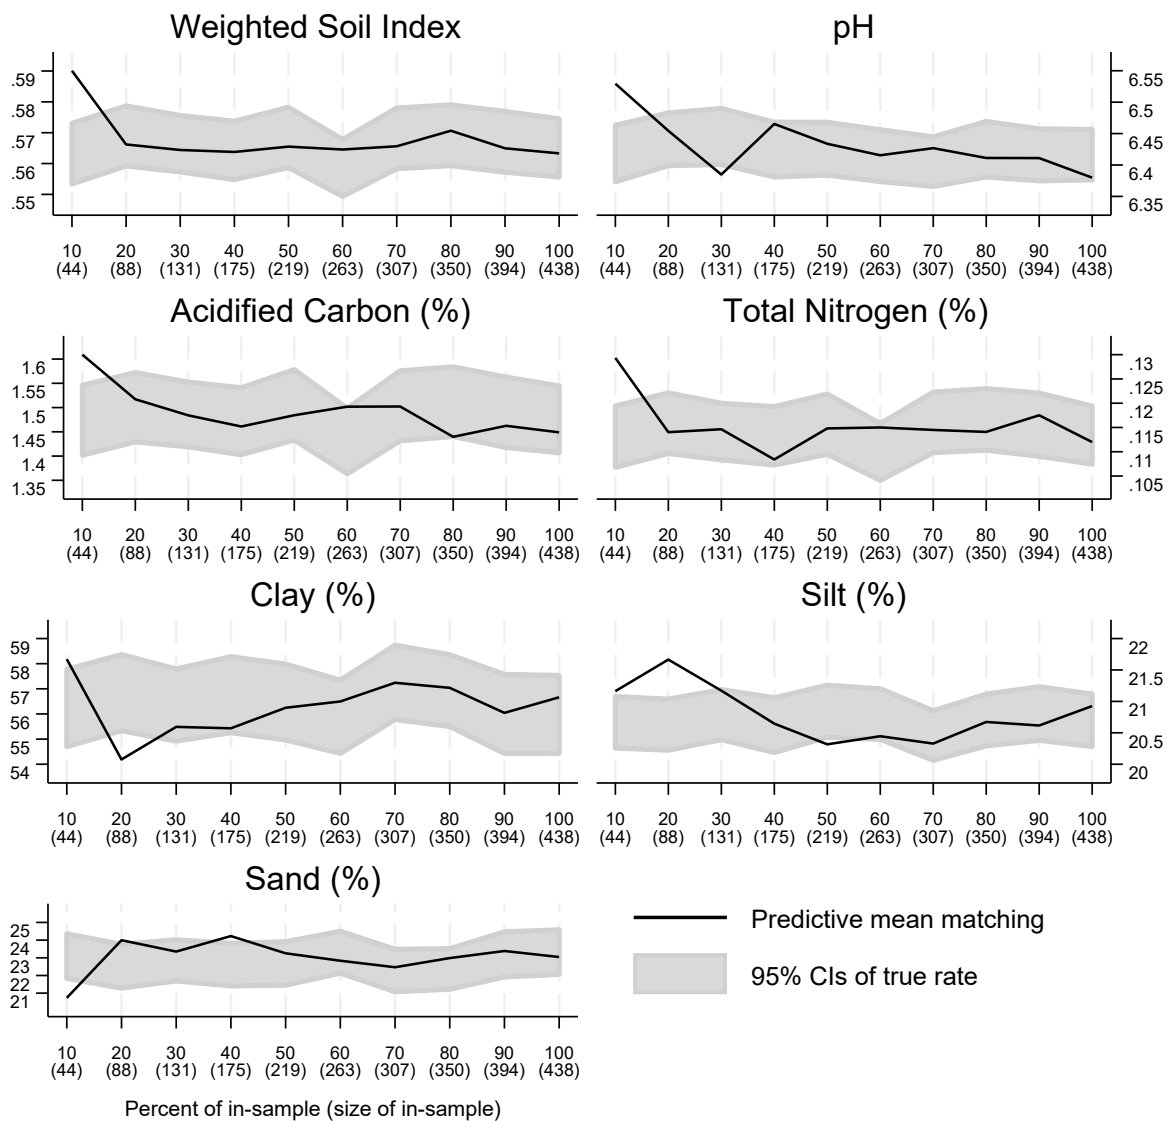 Weighted Soil Index
.59
.58
.57
.56
.55
10 20 30 40 50 60 70 80 90 100
(44) (88) (131) (175) (219) (263) (307) (350) (394) (438)
pH
6.55
6.5
6.45
6.4
6.35
10 20 30 40 50 60 70 80 90 100
(44) (88) (131) (175) (219) (263) (307) (350) (394) (438)
Acidified Carbon (%)
1.6
1.55
1.5
1.45
1.4
1.35
10 20 30 40 50 60 70 80 90 100
(44) (88) (131) (175) (219) (263) (307) (350) (394) (438)
Total Nitrogen (%)
.13
.125
.12
.115
.11
.105
10 20 30 40 50 60 70 80 90 100
(44) (88) (131) (175) (219) (263) (307) (350) (394) (438)
Clay (%)
59
58
57
56
55
54
10 20 30 40 50 60 70 80 90 100
(44) (88) (131) (175) (219) (263) (307) (350) (394) (438)
Silt (%)
22
21.5
21
20.5
20
10 20 30 40 50 60 70 80 90 100
(44) (88) (131) (175) (219) (263) (307) (350) (394) (438)
Sand (%)
25
24
23
22
21
10 20 30 40 50 60 70 80 90 100
(44) (88) (131) (175) (219) (263) (307) (350) (394) (438)
Percent of in-sample (size of in-sample)
Predictive mean matching
95% CIs of true rate